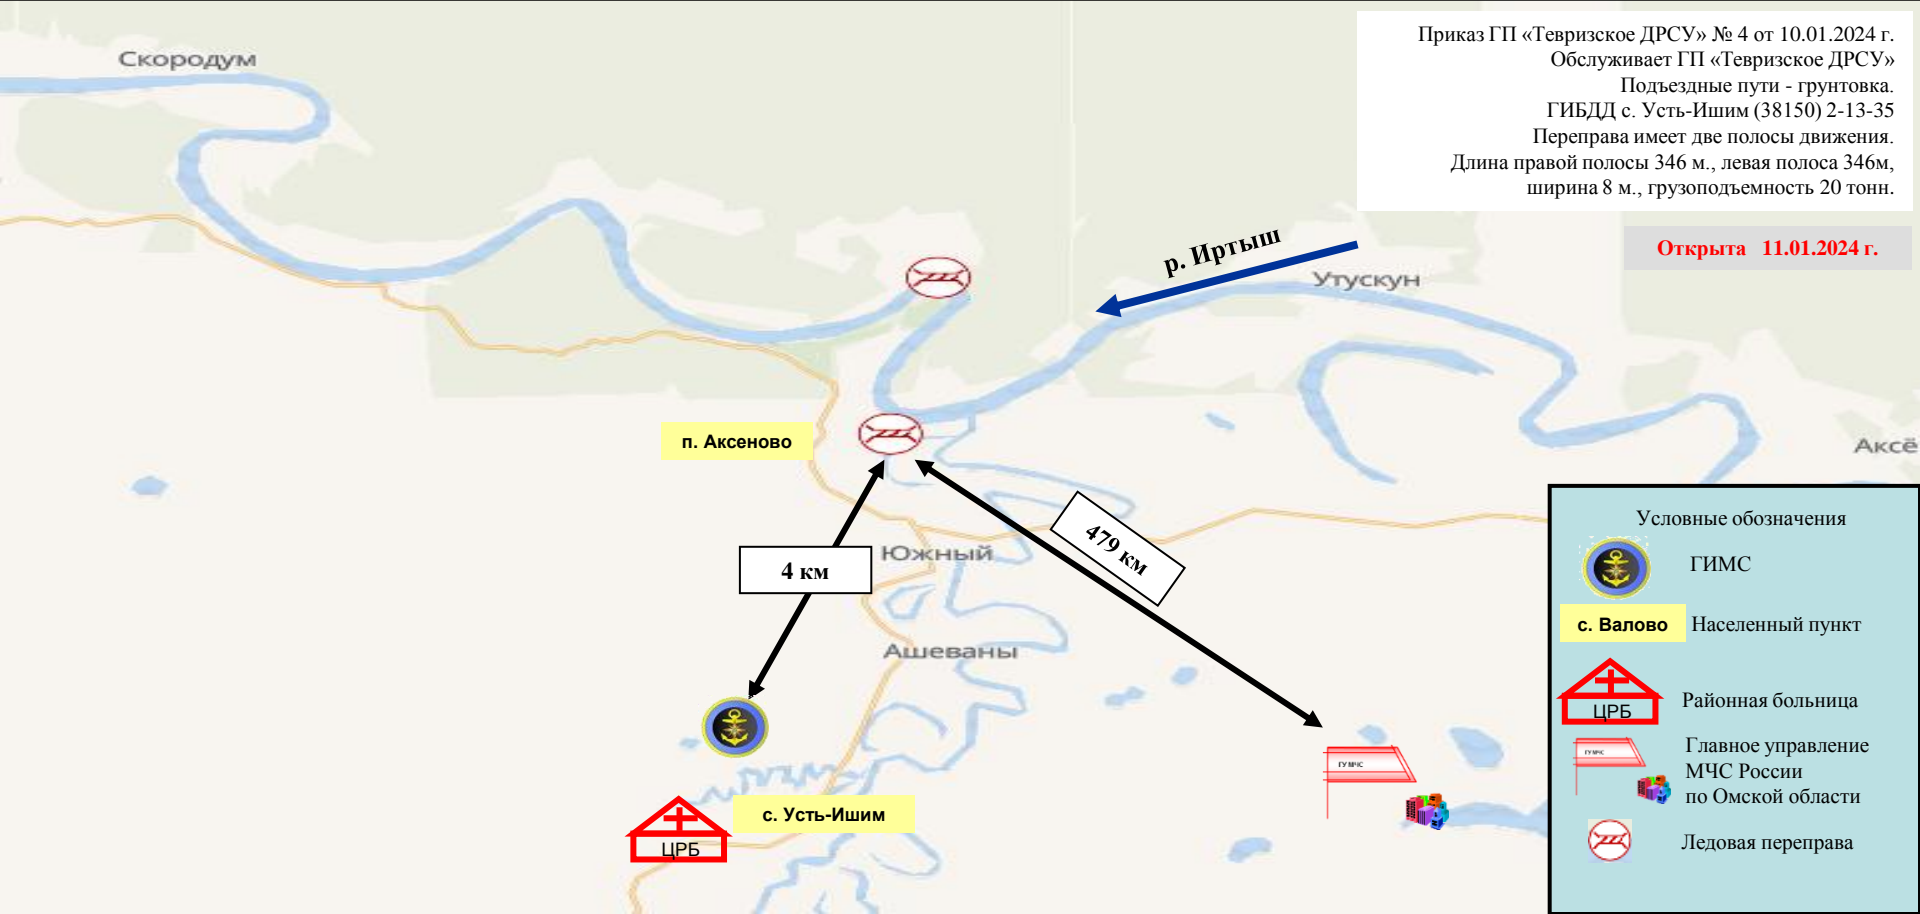 Скородум
Приказ ГП «Тевризское ДРСУ» № 4 от 10.01.2024 г.
Обслуживает ГП «Тевризское ДРСУ»
Подъездные пути - грунтовка.
ГИБДД с. Усть-Ишим (38150) 2-13-35
Переправа имеет две полосы движения.
Длина правой полосы 346 м., левая полоса 346м,
ширина 8 м., грузоподъемность 20 тонн.
Открыта 11.01.2024 г.
р. Иртыш
Утускун
п. Аксеново
Аксё
479 км
Южный
4 км
Ашеваны
ГУ МЧС
с. Усть-Ишим
ЦРБ
Условные обозначения
ГИМС
с. Валово
Населенный пункт
ЦРБ
Районная больница
ГУ МЧС
Главное управление
МЧС России
по Омской области
Ледовая переправа